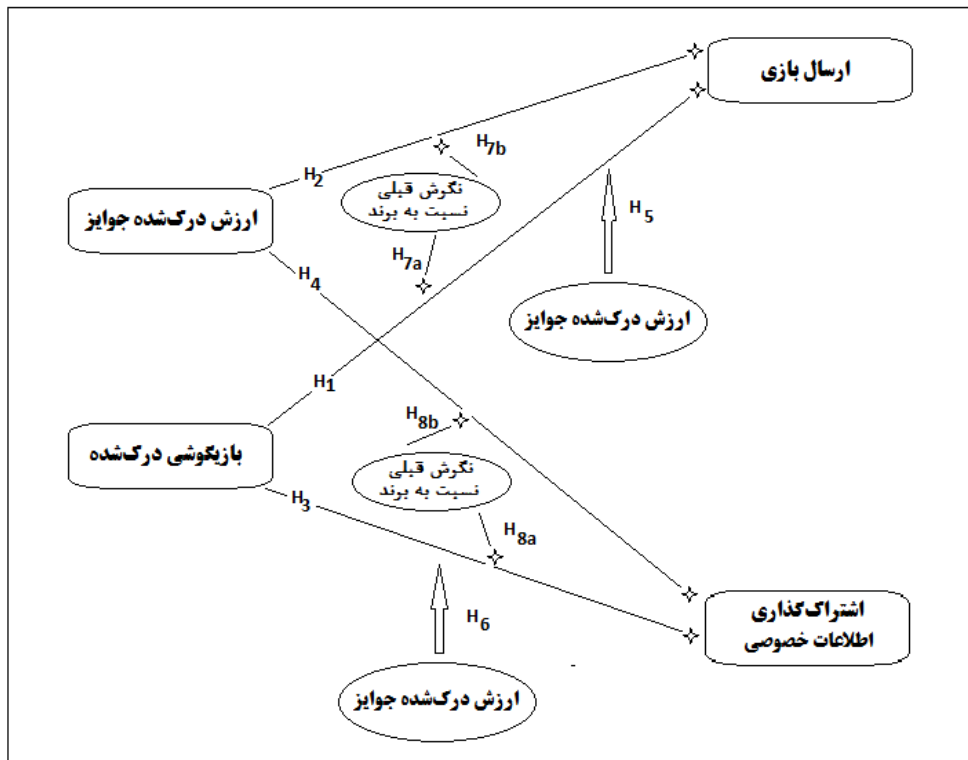 ارسال بازی
H7b
H2
نگرش قبلی
نسبت به برند
ارزش درک‌شده جوایز
H5
H7a
H4
ارزش درک‌شده جوایز
H1
H8b
بازیگوشی درک‌شده
نگرش قبلی
نسبت به برند
H3
H8a
اشتراک‌گذاری
اطلاعات خصوصی
H6
ارزش درک‌شده جوایز